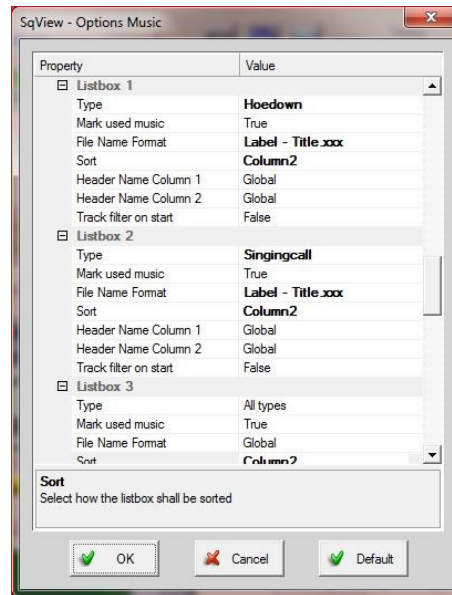 SqView - Options Music
Property Value
Listbox 1
Type Hoedown
Mark used music True
File Name Format Label - Title.xxx
Sort Column2
Header Name Column 1 Global
Header Name Column 2 Global
Track filter on start False
Listbox 2
Type Singingcall
Mark used music True
File Name Format Label - Title.xxx
Sort Column2
Header Name Column 1 Global
Header Name Column 2 Global
Track filter on start False
Listbox 3
Type All types
Mark used music True
File Name Format Global
Sort Column2
Sort
Select how the listbox shall be sorted
OK Cancel Default